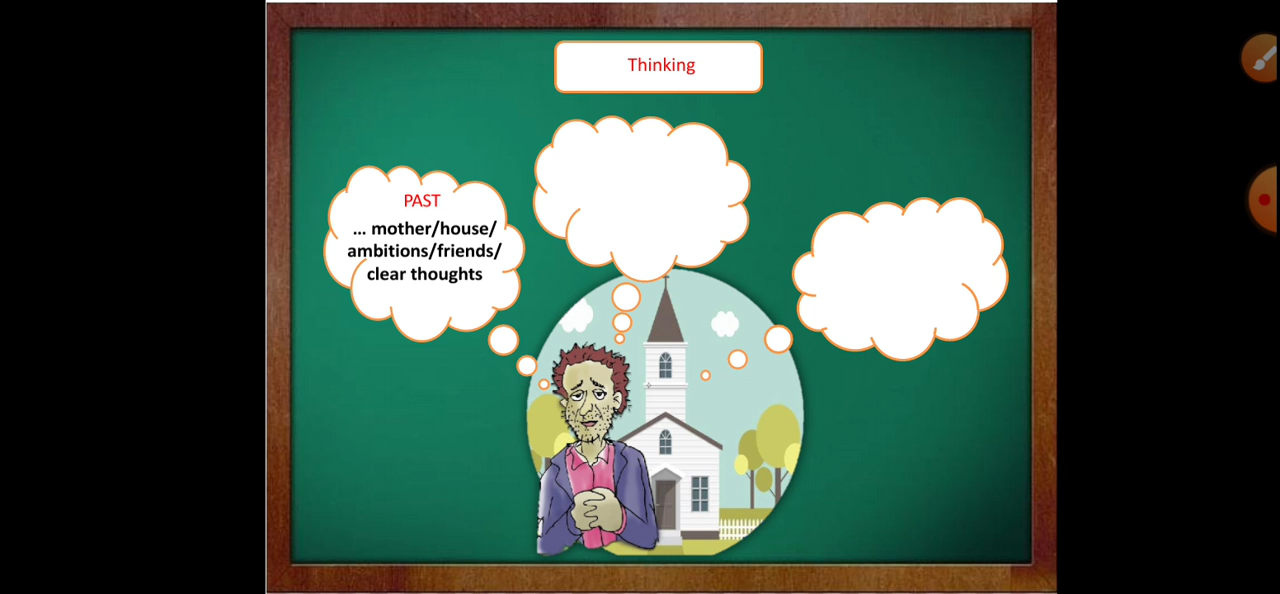 Thinking
PAST
... mother/house/
ambitions/friends/
clear thoughts